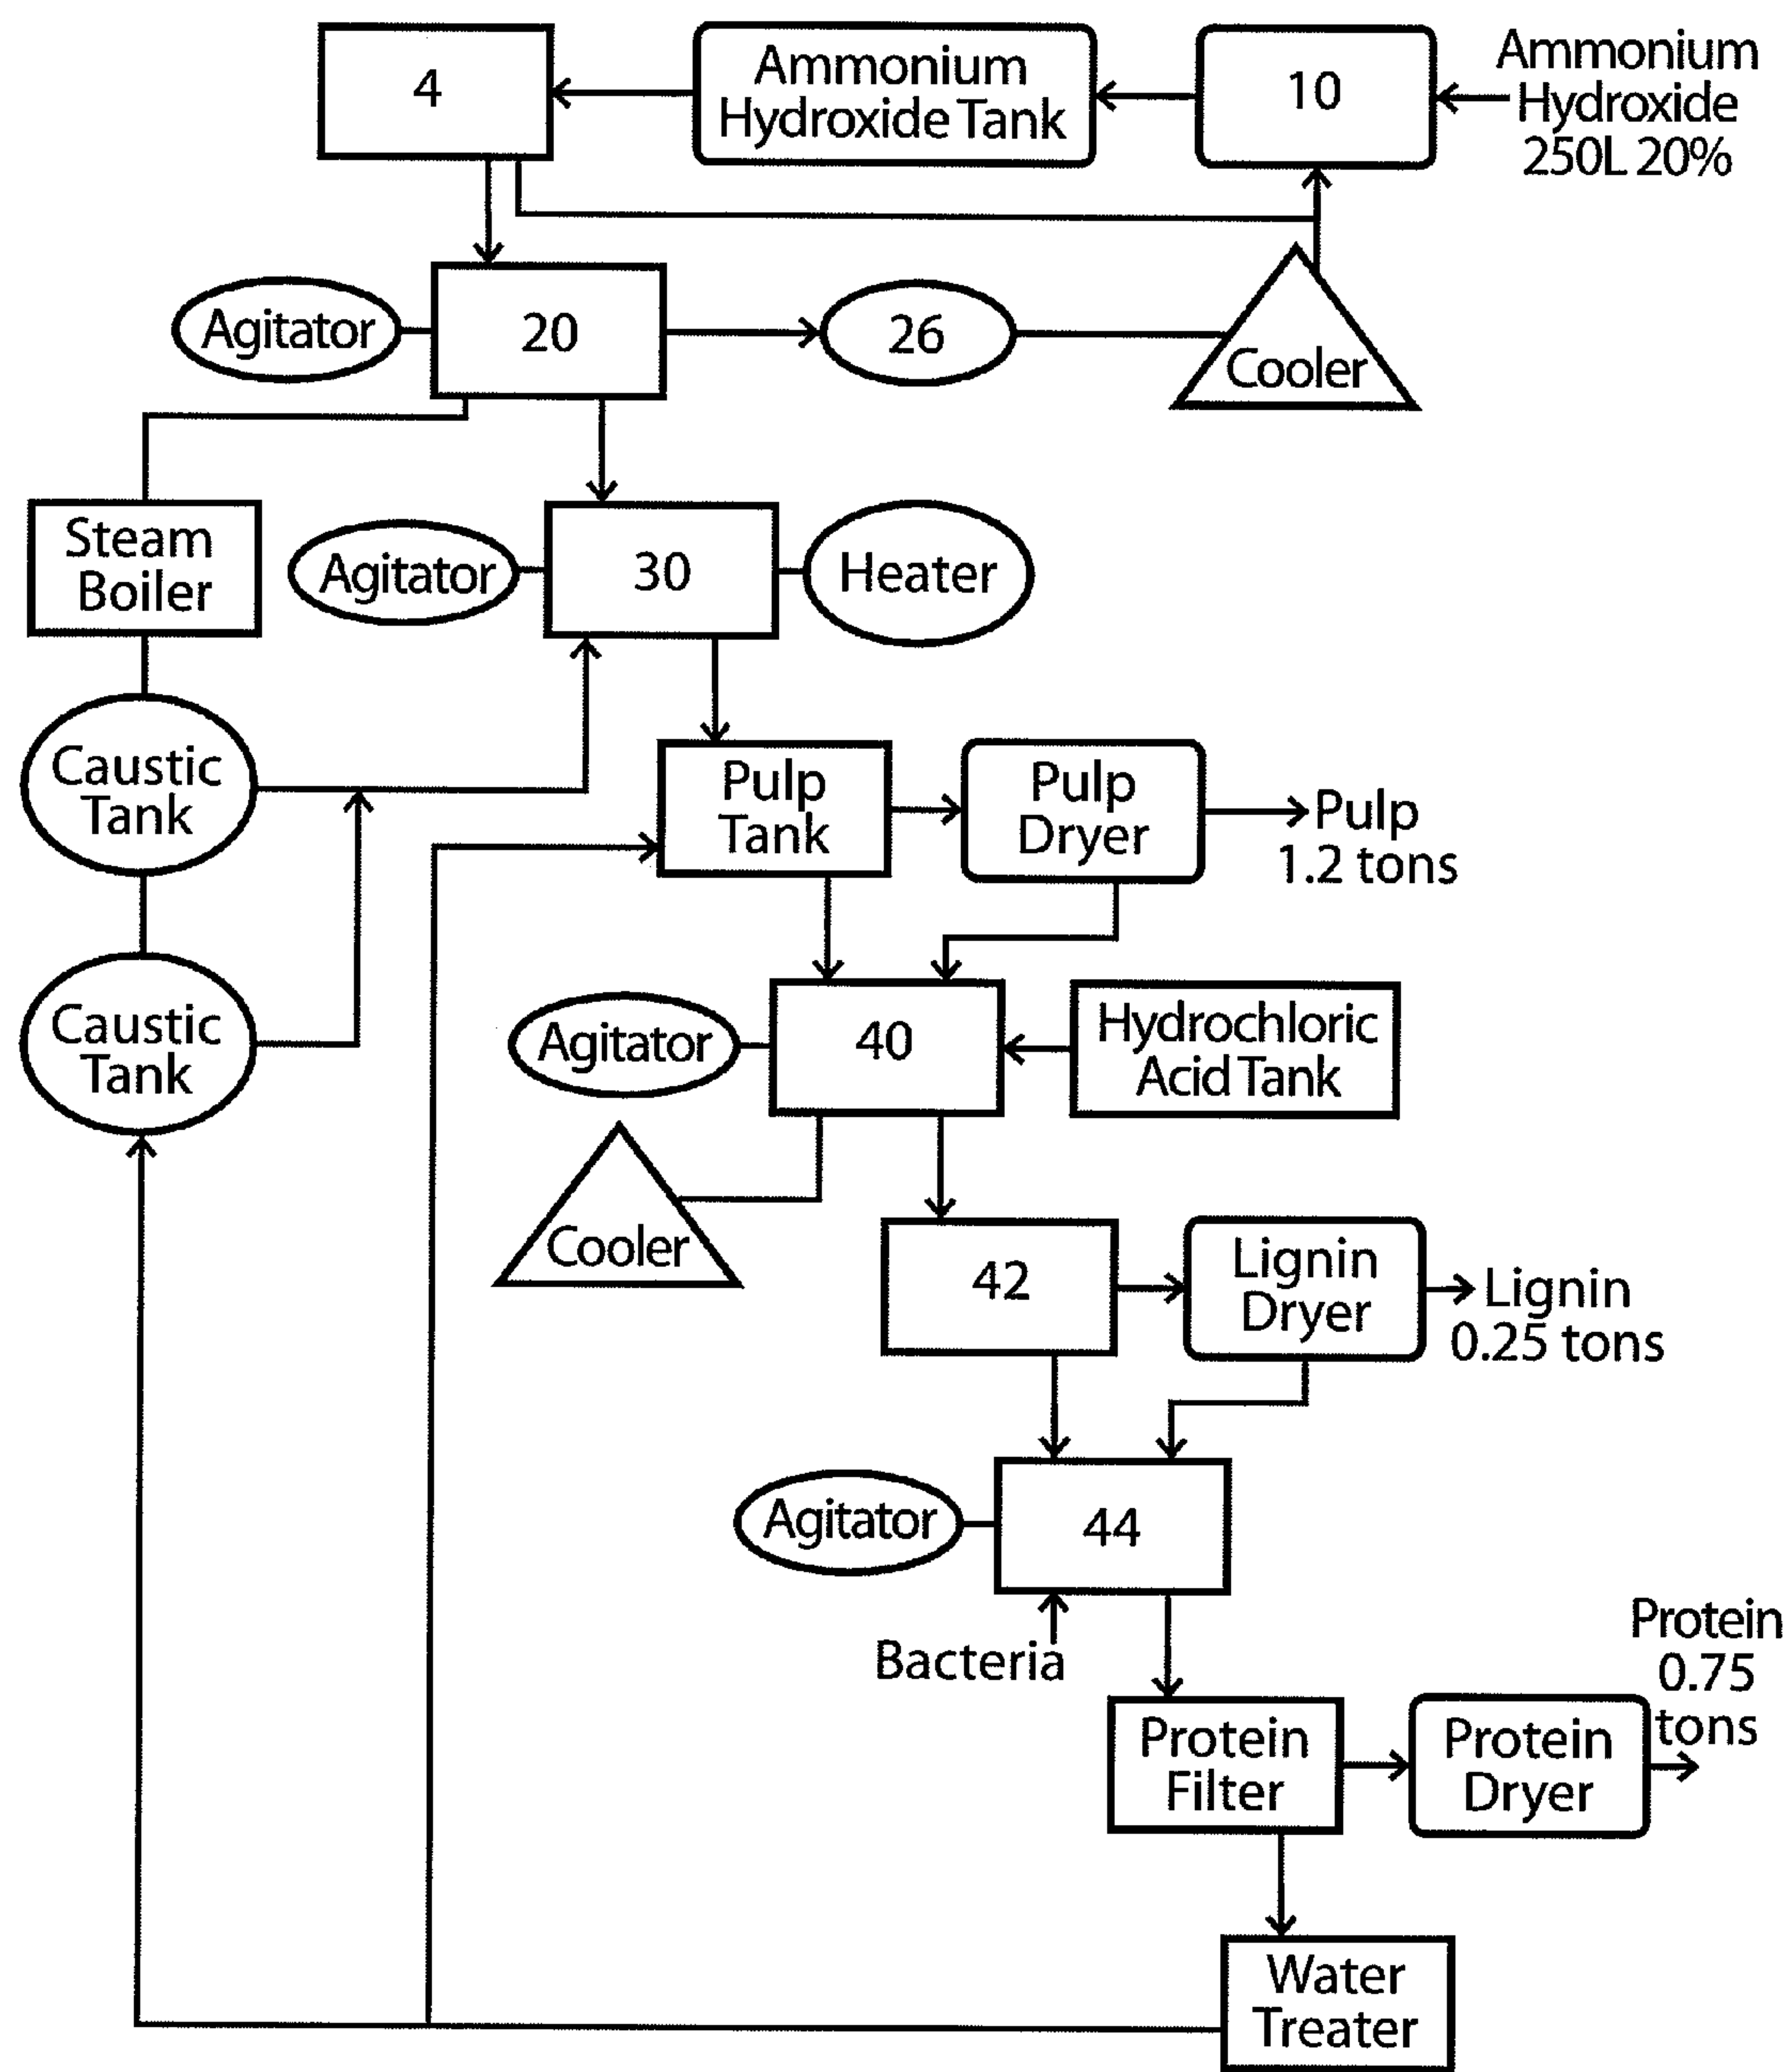 4
Ammonium
Hydroxide Tank
10
Ammonium
Hydroxide
250L 20%
Agitator
20
26
Cooler
Steam
Boiler
Agitator
30
Heater
Caustic
Tank
Pulp
Tank
Pulp
Dryer
Pulp
1.2 tons
Caustic
Tank
Agitator
40
Hydrochloric
Acid Tank
Cooler
42
Lignin
Dryer
Lignin
0.25 tons
Agitator
44
Bacteria
Protein
Filter
Protein
Dryer
Protein
0.75
tons
Water
Treater